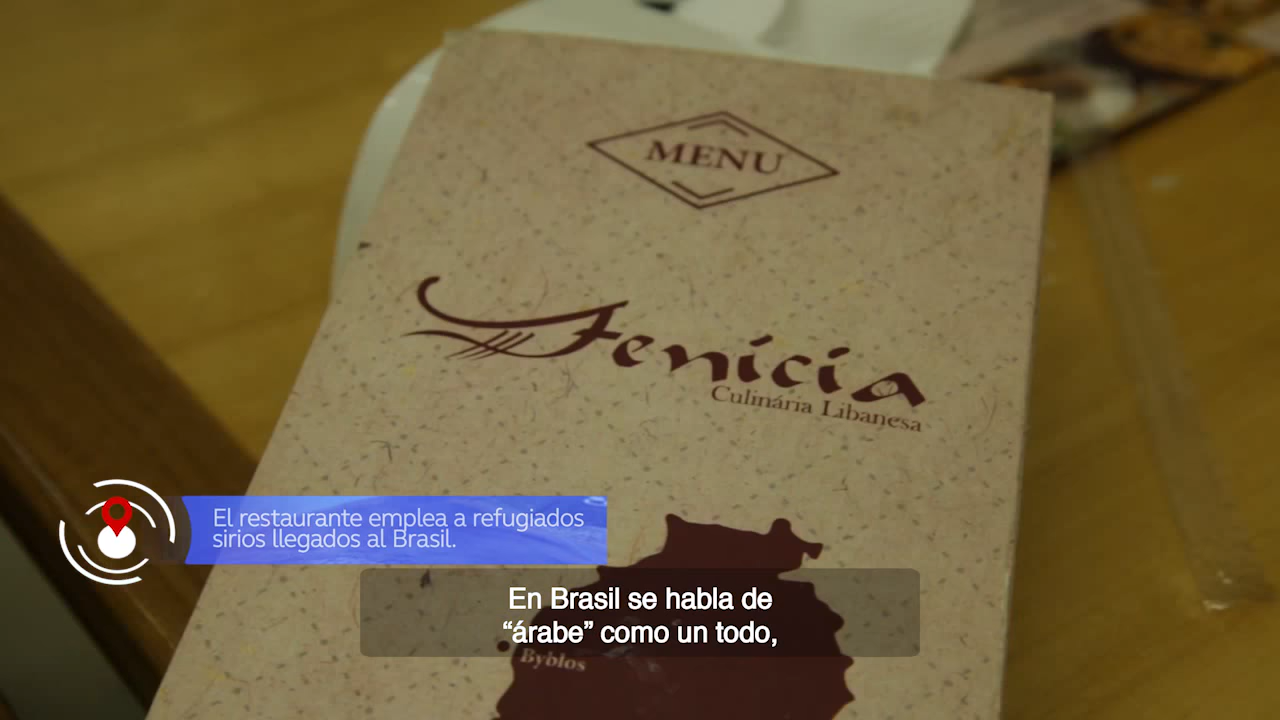 MENU
Fenícia
Culinária Libanesa
El restaurante emplea a refugiados
sirios llegados al Brasil.
En Brasil se habla de
“árabe” como un todo,
Byblos